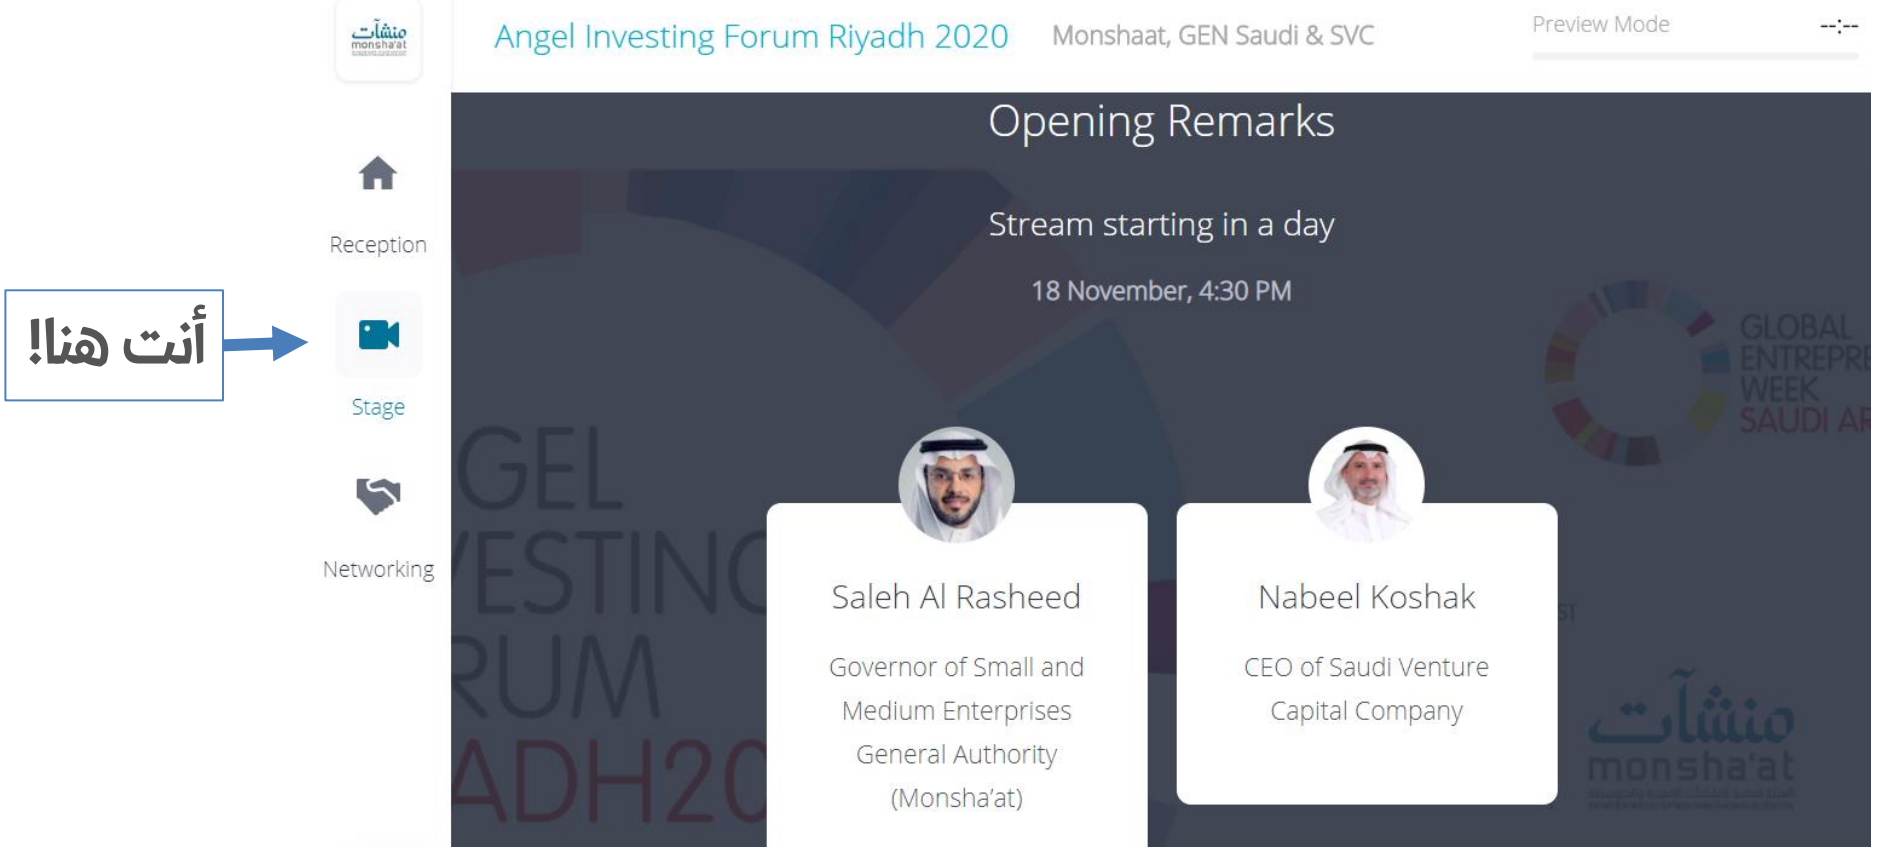 منشآت
monsha'at
Angel Investing Forum Riyadh 2020
Monshaat, GEN Saudi & SVC
Preview Mode
--:--
Opening Remarks
Stream starting in a day
18 November, 4:30 PM
Reception
أنت هنا!
Stage
Networking
GLOBAL
ENTREPRE
WEEK
SAUDI AR
NGEL
VESTING
RUM
ADH20
Saleh Al Rasheed
Governor of Small and
Medium Enterprises
General Authority
(Monsha'at)
Nabeel Koshak
CEO of Saudi Venture
Capital Company
ST
منشآت
monsha'at